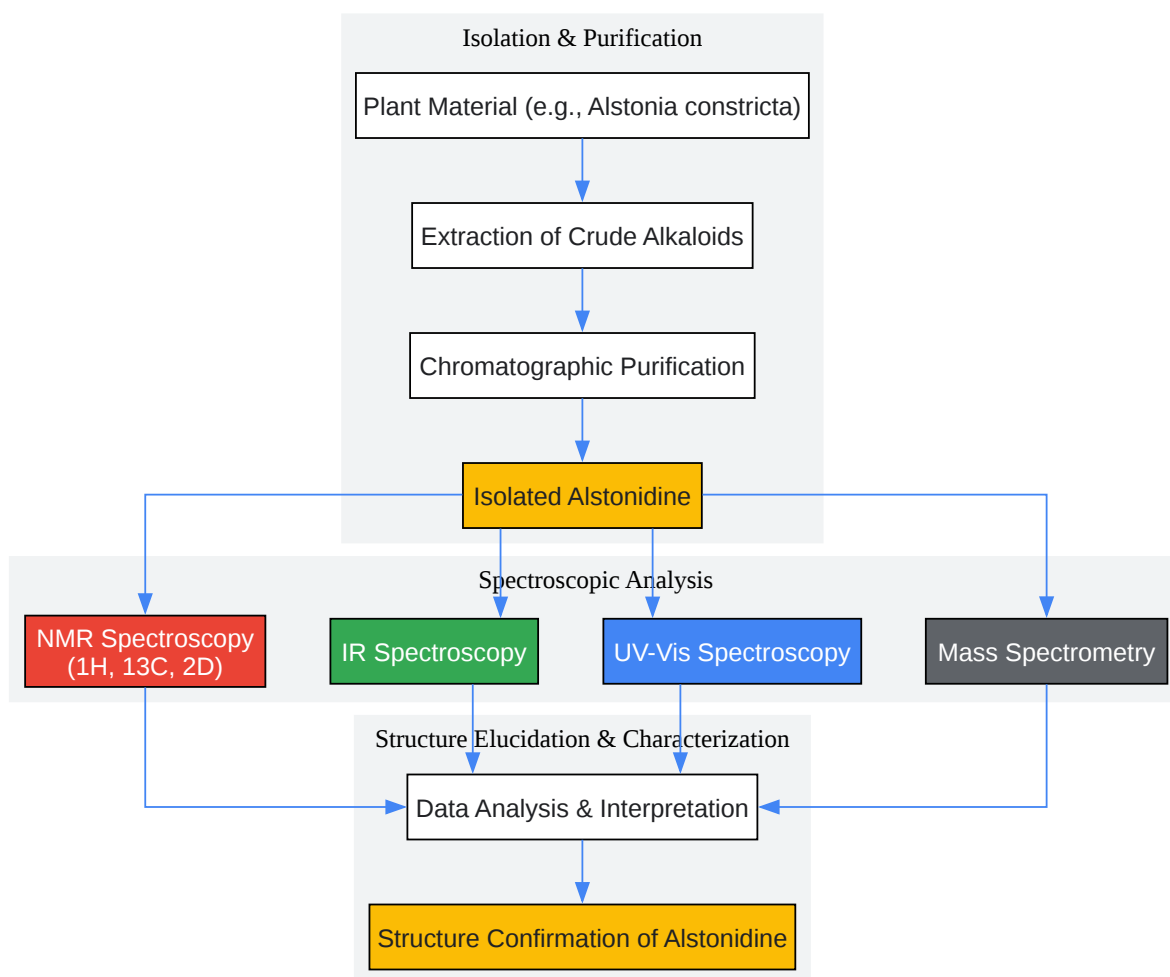 Isolation & Purification
Plant Material (e.g., Alstonia constricta)
Extraction of Crude Alkaloids
Chromatographic Purification
Isolated Alstonidine
Spectroscopic Analysis
NMR Spectroscopy
(1H, 13C, 2D)
IR Spectroscopy
UV-Vis Spectroscopy
Mass Spectrometry
Structure Elucidation & Characterization
Data Analysis & Interpretation
Structure Confirmation of Alstonidine